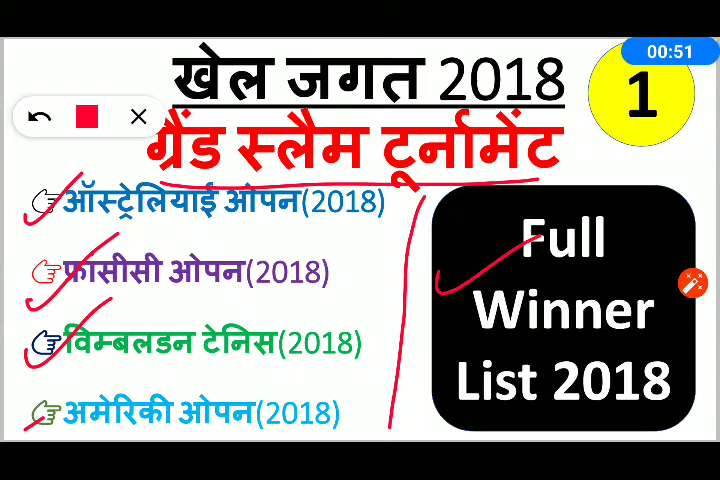 00:51
खेल जगत 2018
1
ग्रैंड स्लैम टूर्नामेंट
ऑस्ट्रेलियाई ओपन(2018)
फ्रासीसी ओपन(2018)
विम्बलडन टेनिस(2018)
अमेरिकी ओपन(2018)
Full
Winner
List 2018